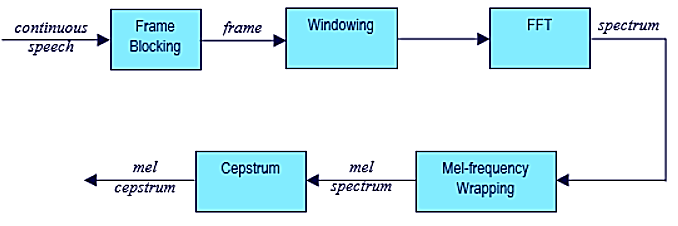 continuous
speech
Frame
Blocking
frame
Windowing
FFT
spectrum
mel
cepstrum
Cepstrum
mel
spectrum
Mel-frequency
Wrapping